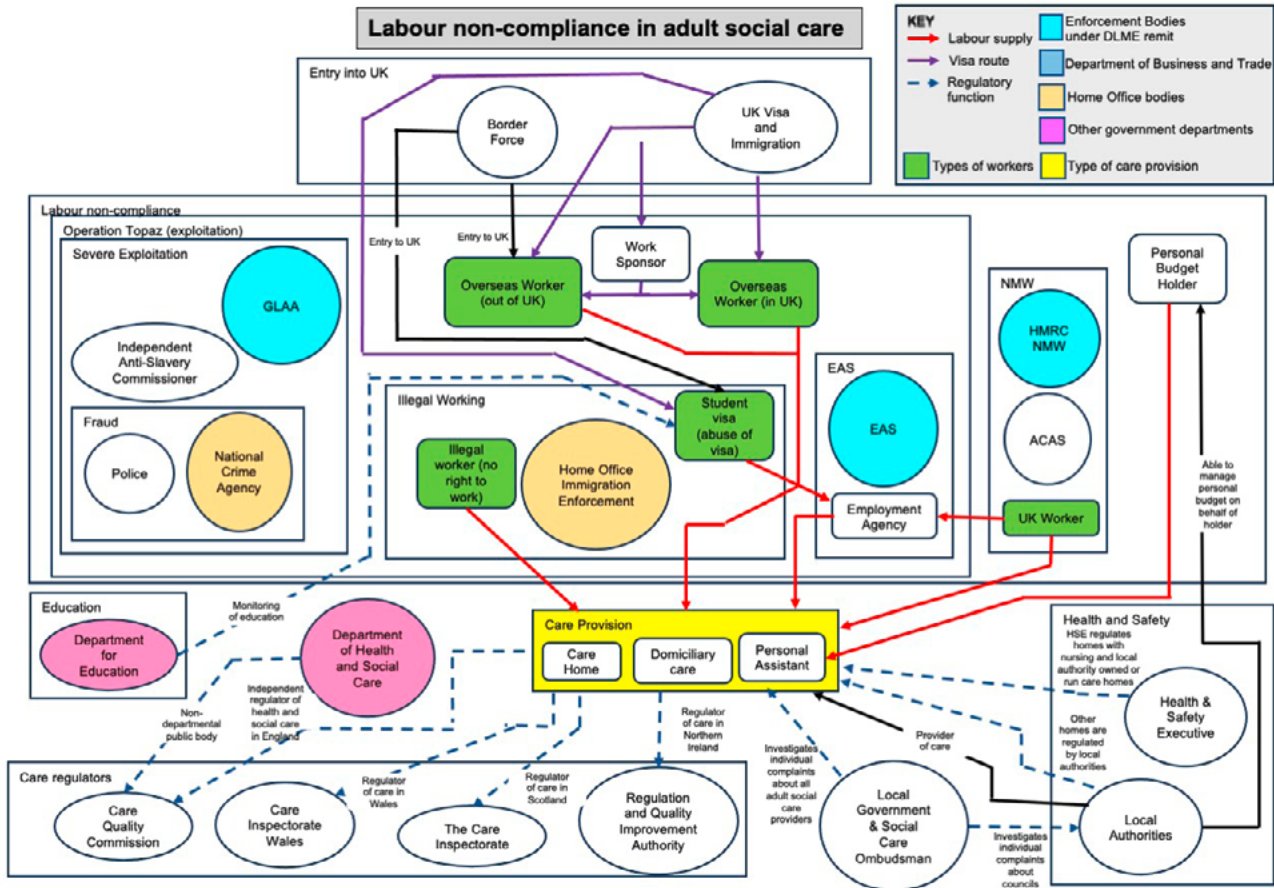 Labour non-compliance in adult social care
KEY
Labour supply
Visa route
Regulatory
function
Types of workers
Enforcement Bodies
under DLME remit
Department of Business and Trade
Home Office bodies
Other government departments
Type of care provision
Entry into UK
Border
Force
UK Visa
and
Immigration
Labour non-compliance
Operation Topaz (exploitation)
Severe Exploitation
GLAA
Independent
Anti-Slavery
Commissioner
Fraud
Police
National
Crime
Agency
Entry to UK
Entry to UK
Work
Sponsor
Overseas Worker
(out of UK)
Overseas
Worker (in UK)
Illegal Working
Illegal
worker (no
right to
work)
Home Office
Immigration
Enforcement
Student
visa
(abuse of
visa)
EAS
EAS
Employment
Agency
NMW
HMRC
NMW
ACAS
UK Worker
Personal
Budget
Holder
Able to
manage
personal
budget on
behalf of
holder
Education
Department
for
Education
Monitoring
of education
Department
of Health
and Social
Care
Non-
departmental
public body
Independent
regulator of
health and
social care
in England
Care Provision
Care
Home
Domiciliary
care
Personal
Assistant
Regulator
of care in
Northern
Ireland
Regulator
of care in
Wales
Regulator
of care in
Scotland
Investigates
individual
complaints
about all
adult social
care
providers
Provider
of care
Health and Safety
HSE regulates
homes with
nursing and local
authority owned or
run care homes
Health &
Safety
Executive
Other
homes are
regulated
by local
authorities
Local
Authorities
Care regulators
Care
Quality
Commission
Care
Inspectorate
Wales
The Care
Inspectorate
Regulation
and Quality
Improvement
Authority
Local
Government
& Social
Care
Ombudsman
Investigates
individual
complaints
about
councils